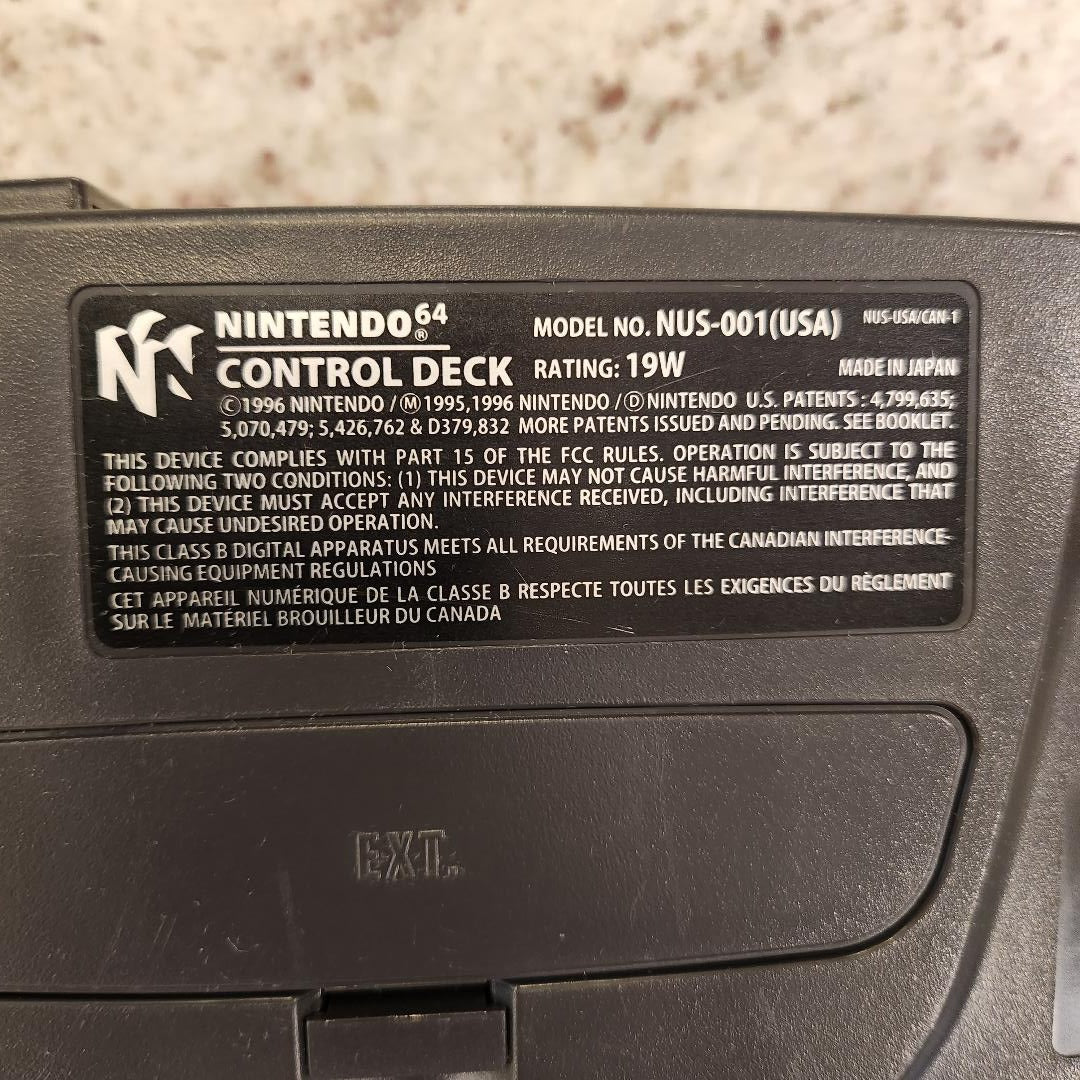 NINTENDO64®
CONTROL DECK
MODEL NO. NUS-001(USA)
NUS-USA/CAN-1
RATING: 19W
MADE IN JAPAN
©1996 NINTENDO /Ⓜ1995,1996 NINTENDO /ⒹNINTENDO U.S. PATENTS : 4,799,635;
5,070,479; 5,426,762 & D379,832 MORE PATENTS ISSUED AND PENDING. SEE BOOKLET.
THIS DEVICE COMPLIES WITH PART 15 OF THE FCC RULES. OPERATION IS SUBJECT TO THE
FOLLOWING TWO CONDITIONS: (1) THIS DEVICE MAY NOT CAUSE HARMFUL INTERFERENCE, AND
(2) THIS DEVICE MUST ACCEPT ANY INTERFERENCE RECEIVED, INCLUDING INTERFERENCE THAT
MAY CAUSE UNDESIRED OPERATION.
THIS CLASS B DIGITAL APPARATUS MEETS ALL REQUIREMENTS OF THE CANADIAN INTERFERENCE-
CAUSING EQUIPMENT REGULATIONS
CET APPAREIL NUMÉRIQUE DE LA CLASSE B RESPECTE TOUTES LES EXIGENCES DU RÈGLEMENT
SUR LE MATÉRIEL BROUILLEUR DU CANADA
EXT.